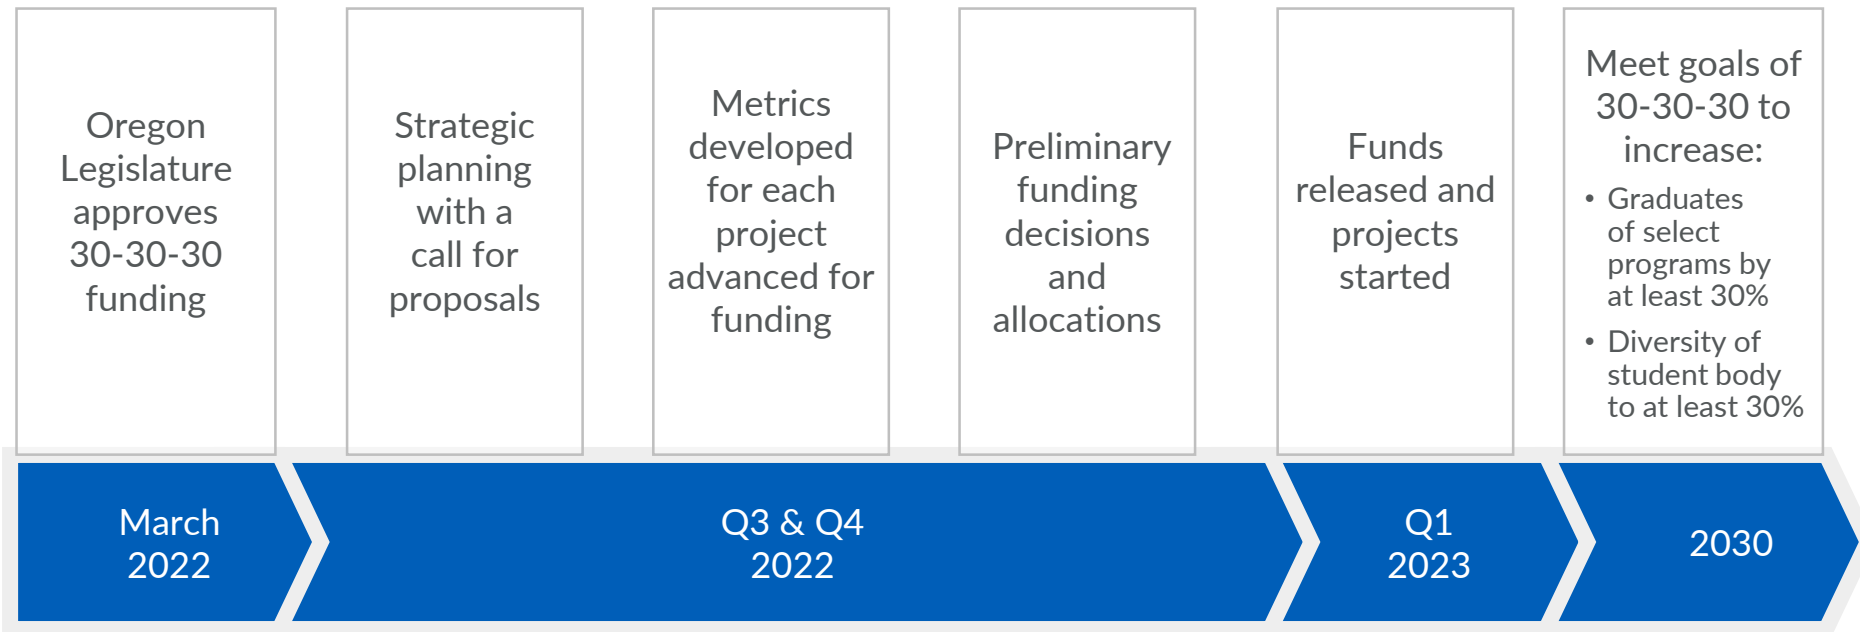 Oregon
Legislature
approves
30-30-30
funding
Strategic
planning
with a
call for
proposals
Metrics
developed
for each
project
advanced for
funding
Preliminary
funding
decisions
and
allocations
Funds
released and
projects
started
Meet goals of
30-30-30 to
increase:
• Graduates
of select
programs by
at least 30%
• Diversity of
student body
to at least 30%
March
2022
Q3 & Q4
2022
Q1
2023
2030